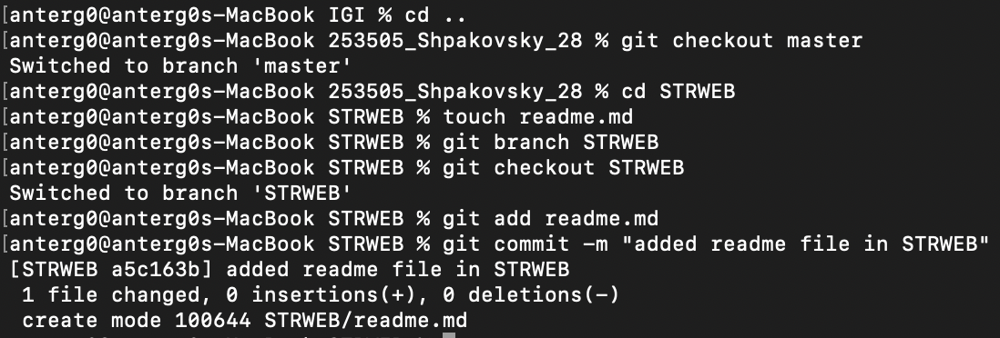 [anterg0@anterg0s-MacBook IGI % cd ..
[anterg0@anterg0s-MacBook 253505_Shpakovsky_28 % git checkout master
Switched to branch 'master'
[anterg0@anterg0s-MacBook 253505_Shpakovsky_28 % cd STRWEB
[anterg0@anterg0s-MacBook STRWEB % touch readme.md
[anterg0@anterg0s-MacBook STRWEB % git branch STRWEB
[anterg0@anterg0s-MacBook STRWEB % git checkout STRWEB
Switched to branch 'STRWEB'
[anterg0@anterg0s-MacBook STRWEB % git add readme.md
[anterg0@anterg0s-MacBook STRWEB % git commit -m "added readme file in STRWEB"
[STRWEB a5c163b] added readme file in STRWEB
1 file changed, 0 insertions(+), 0 deletions(-)
create mode 100644 STRWEB/readme.md